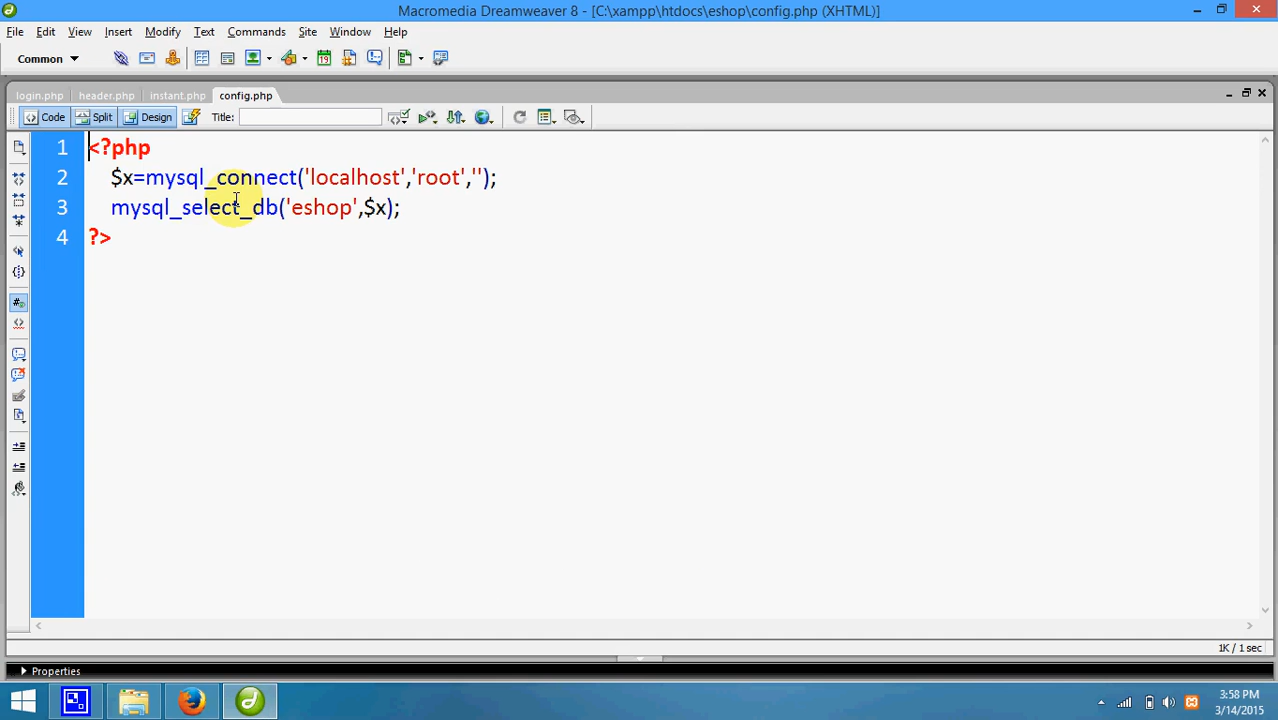 Macromedia Dreamweaver 8 - [C:\xampp\htdocs\eshop\config.php (XHTML)]
File Edit View Insert Modify Text Commands Site Window Help
Common
login.php header.php instant.php config.php
Code Split Design Title:
1 <?php
2 $x=mysql_connect('localhost','root','');
3 mysql_select_db('eshop',$x);
4 ?>
1K / 1 sec
Properties
3:58 PM
3/14/2015